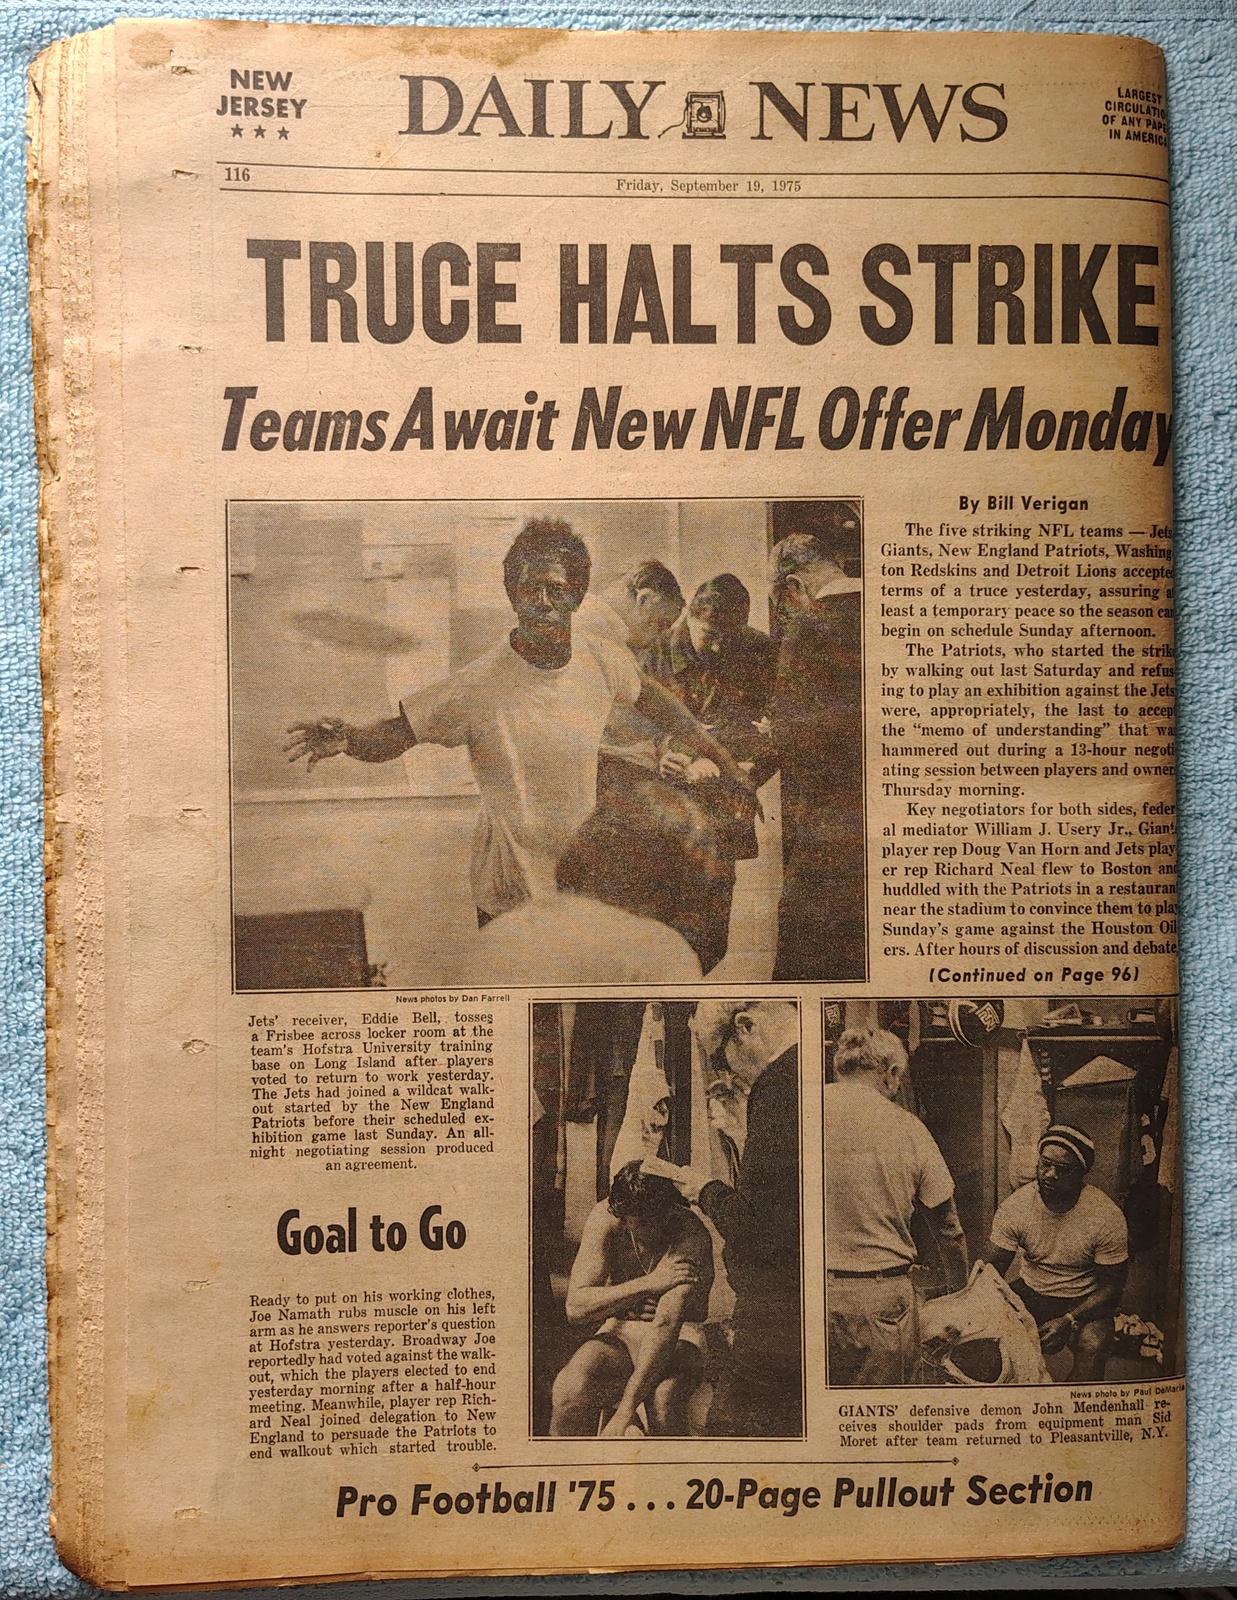 NEW
JERSEY
★ ★ ★
DAILY NEWS
LARGEST
CIRCULATIO
OF ANY PAPE
IN AMERICA
116
Friday, September 19, 1975
TRUCE HALTS STRIKE
Teams Await New NFL Offer Monday
By Bill Verigan
The five striking NFL teams — Jets
Giants, New England Patriots, Washing
ton Redskins and Detroit Lions accepte
terms of a truce yesterday, assuring at
least a temporary peace so the season can
begin on schedule Sunday afternoon.
The Patriots, who started the strik
by walking out last Saturday and refus
ing to play an exhibition against the Jets
were, appropriately, the last to accep
the "memo of understanding" that wa
hammered out during a 13-hour negoti
ating session between players and owner
Thursday morning.
Key negotiators for both sides, feder
al mediator William J. Usery Jr., Giant
player rep Doug Van Horn and Jets play
er rep Richard Neal flew to Boston and
huddled with the Patriots in a restauran
near the stadium to convince them to pla
Sunday's game against the Houston Oil
ers. After hours of discussion and debate
(Continued on Page 96)
News photos by Dan Farrell
Jets' receiver, Eddie Bell, tosses
a Frisbee across locker room at the
team's Hofstra University training
base on Long Island after players
voted to return to work yesterday.
The Jets had joined a wildcat walk-
out started by the New England
Patriots before their scheduled ex-
hibition game last Sunday. An all-
night negotiating session produced
an agreement.
Goal to Go
Ready to put on his working clothes,
Joe Namath rubs muscle on his left
arm as he answers reporter's question
at Hofstra yesterday. Broadway Joe
reportedly had voted against the walk-
out, which the players elected to end
yesterday morning after a half-hour
meeting. Meanwhile, player rep Rich-
ard Neal joined delegation to New
England to persuade the Patriots to
end walkout which started trouble.
News photo by Paul DeMaria
GIANTS' defensive demon John Mendenhall re-
ceives shoulder pads from equipment man Sid
Moret after team returned to Pleasantville, N.Y.
Pro Football '75 . . . 20-Page Pullout Section